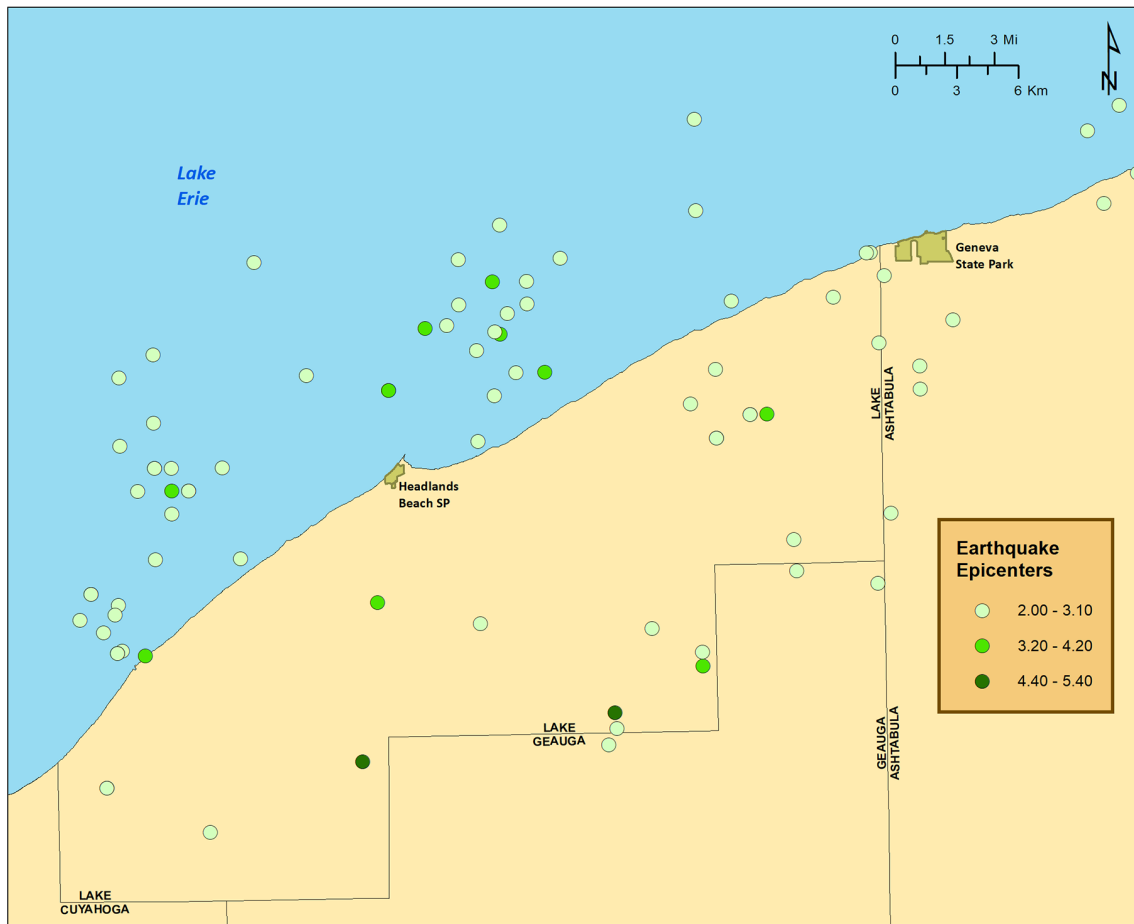 0 1.5 3 Mi
0 3 6 Km
N
Lake
Erie
Geneva
State Park
LAKE
ASHTABULA
Headlands
Beach SP
Earthquake
Epicenters
2.00 - 3.10
3.20 - 4.20
4.40 - 5.40
LAKE
GEAUGA
GEAUGA
ASHTABULA
LAKE
CUYAHOGA